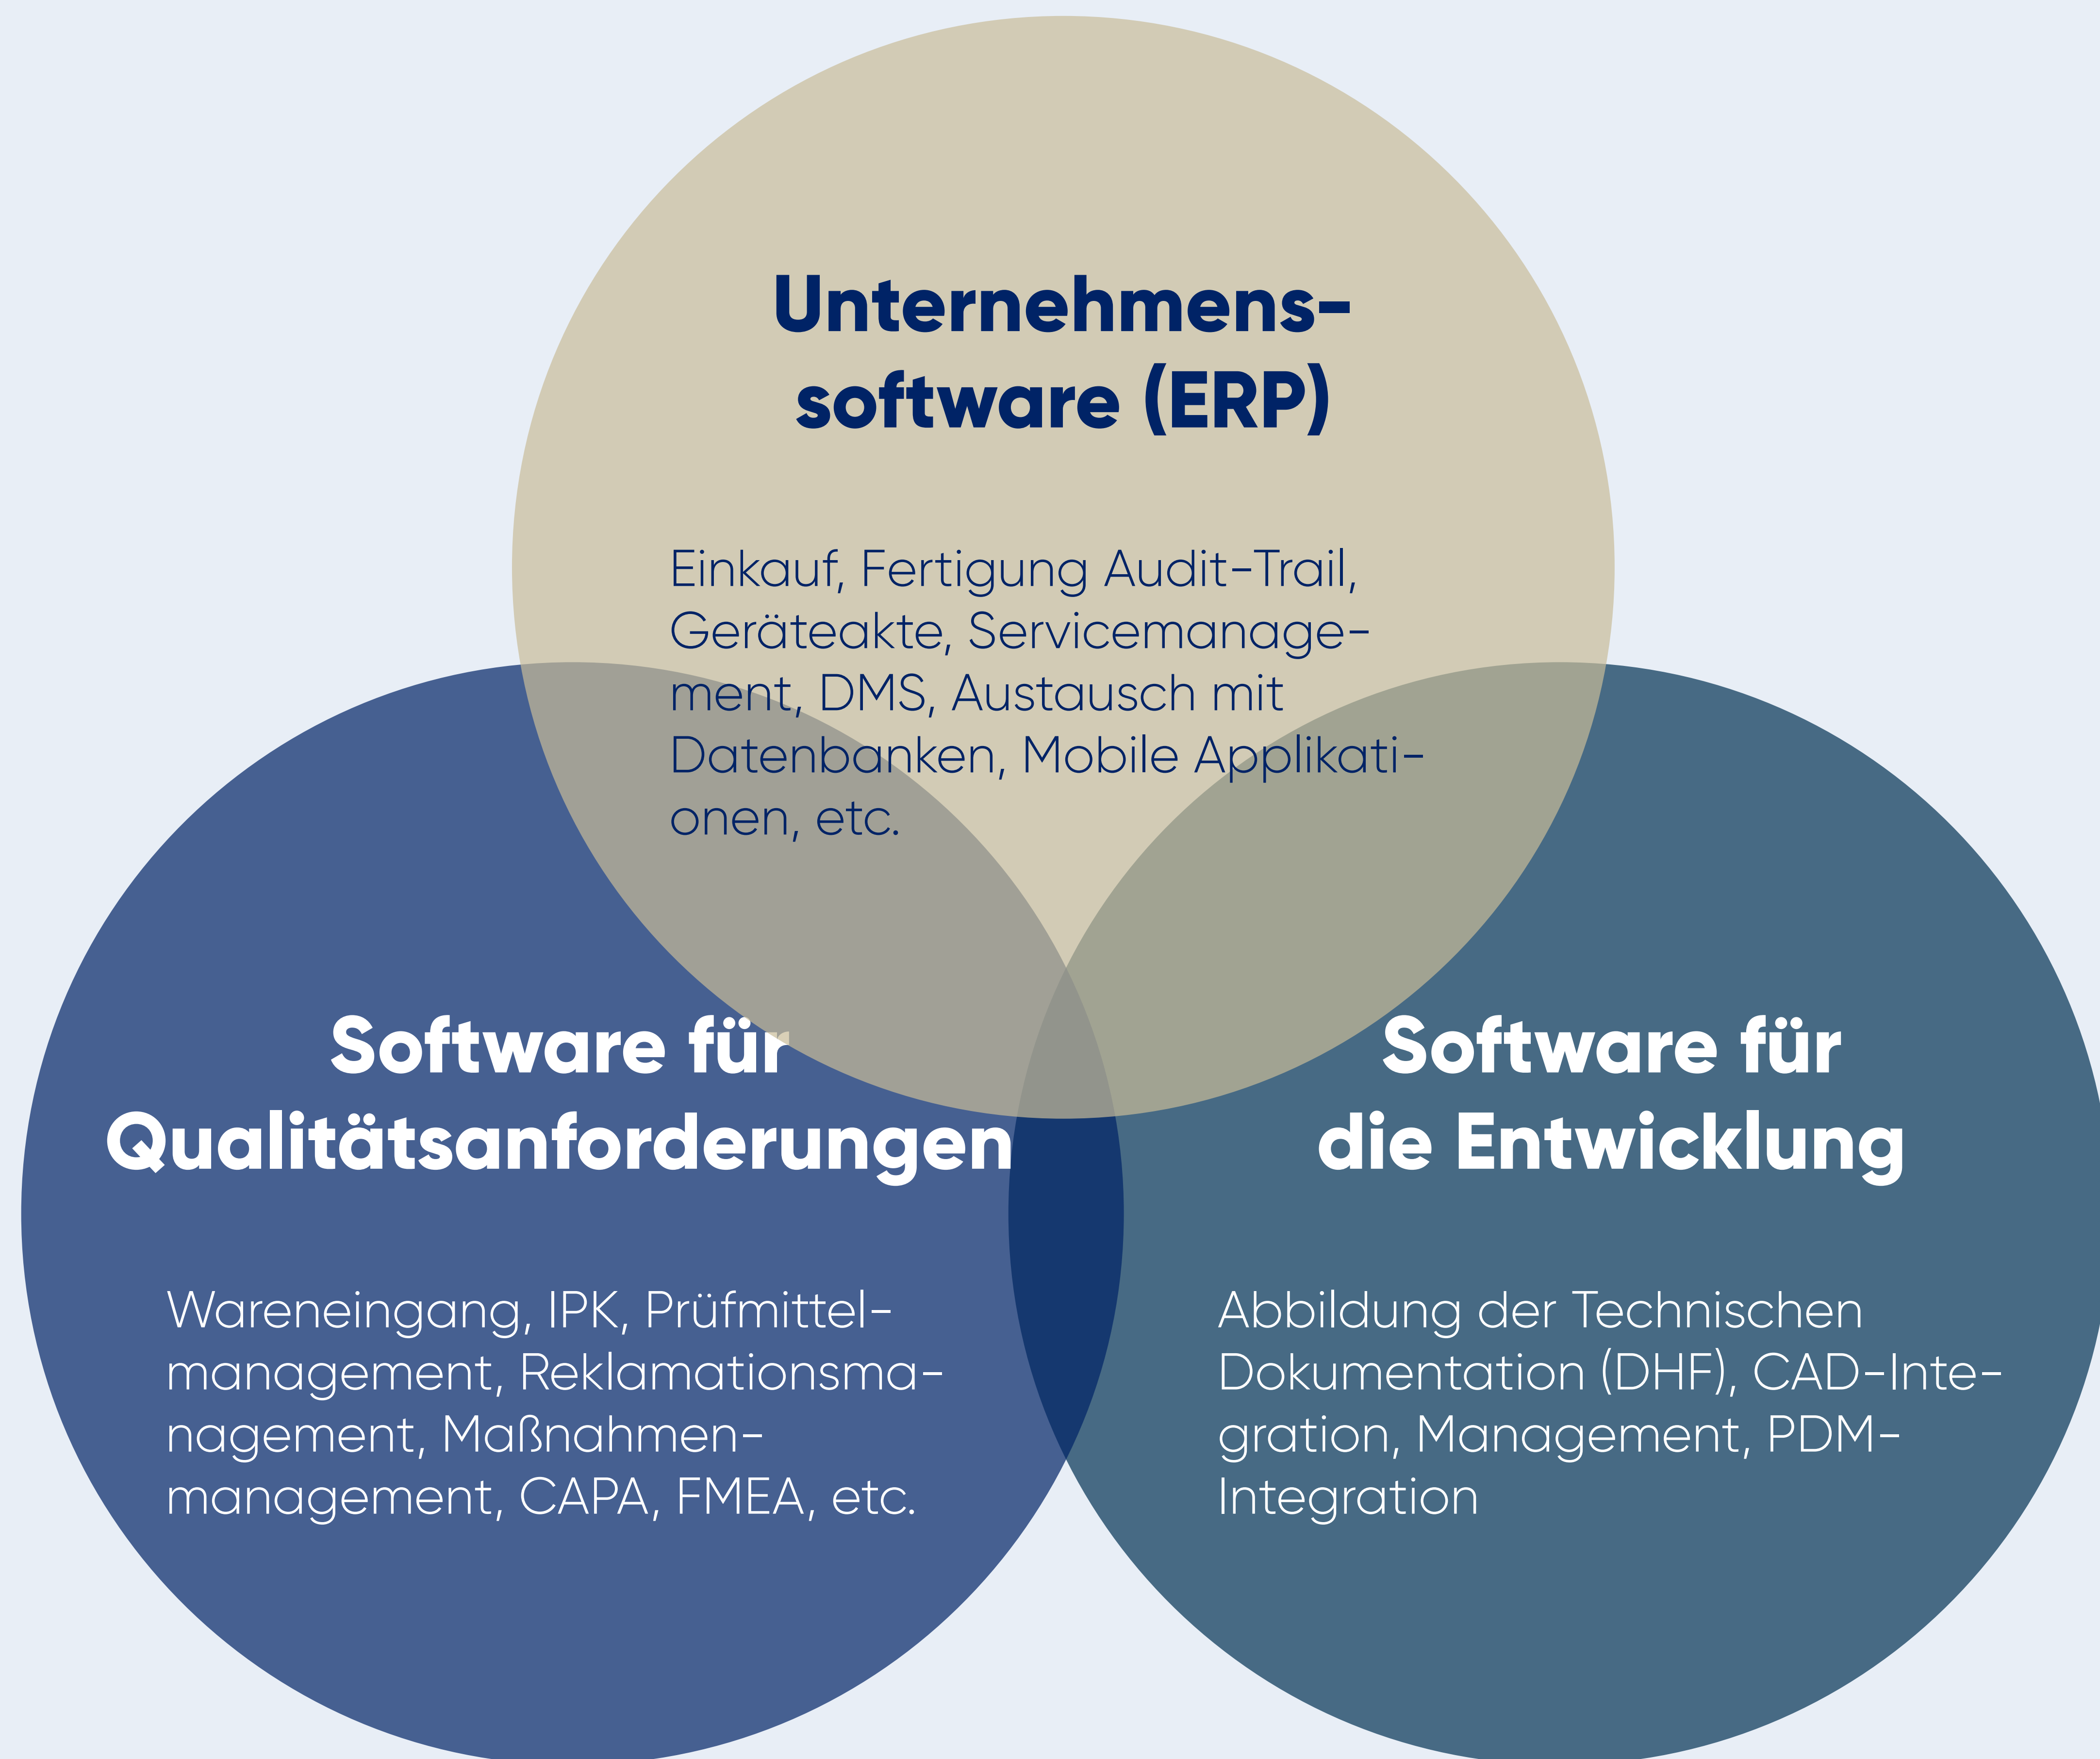 Unternehmens-
software (ERP)
Einkauf, Fertigung Audit-Trail,
Geräteakte, Servicemanage-
ment, DMS, Austausch mit
Datenbanken, Mobile Applikati-
onen, etc.
Software für
Qualitätsanforderungen
Wareneingang, IPK, Prüfmittel-
management, Reklamationsma-
nagement, Maßnahmen-
management, CAPA, FMEA, etc.
Software für
die Entwicklung
Abbildung der Technischen
Dokumentation (DHF), CAD-Inte-
gration, Management, PDM-
Integration